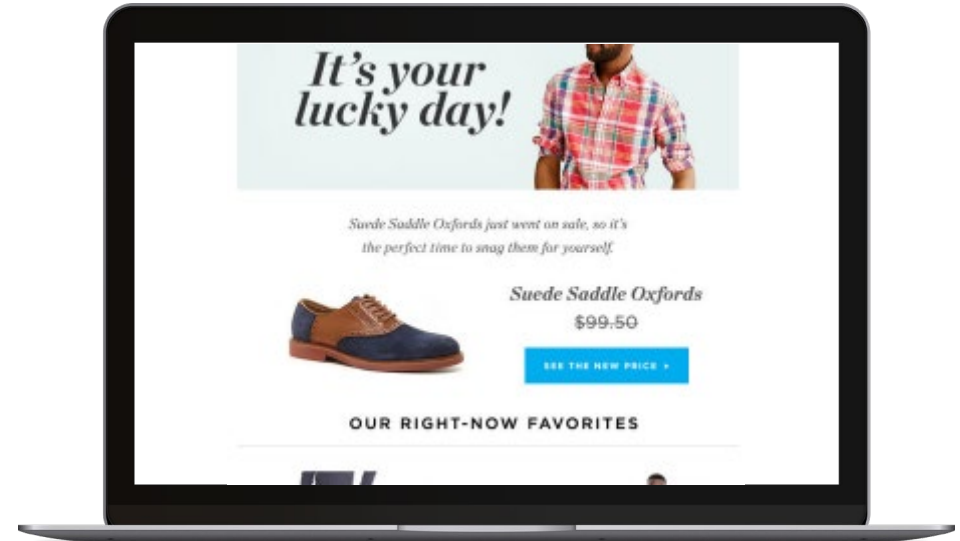 It's your
lucky day!
Suede Saddle Oxfords just went on sale, so it's
the perfect time to snag them for yourself.
Suede Saddle Oxfords
$99.50
SEE THE NEW PRICE
OUR RIGHT-NOW FAVORITES